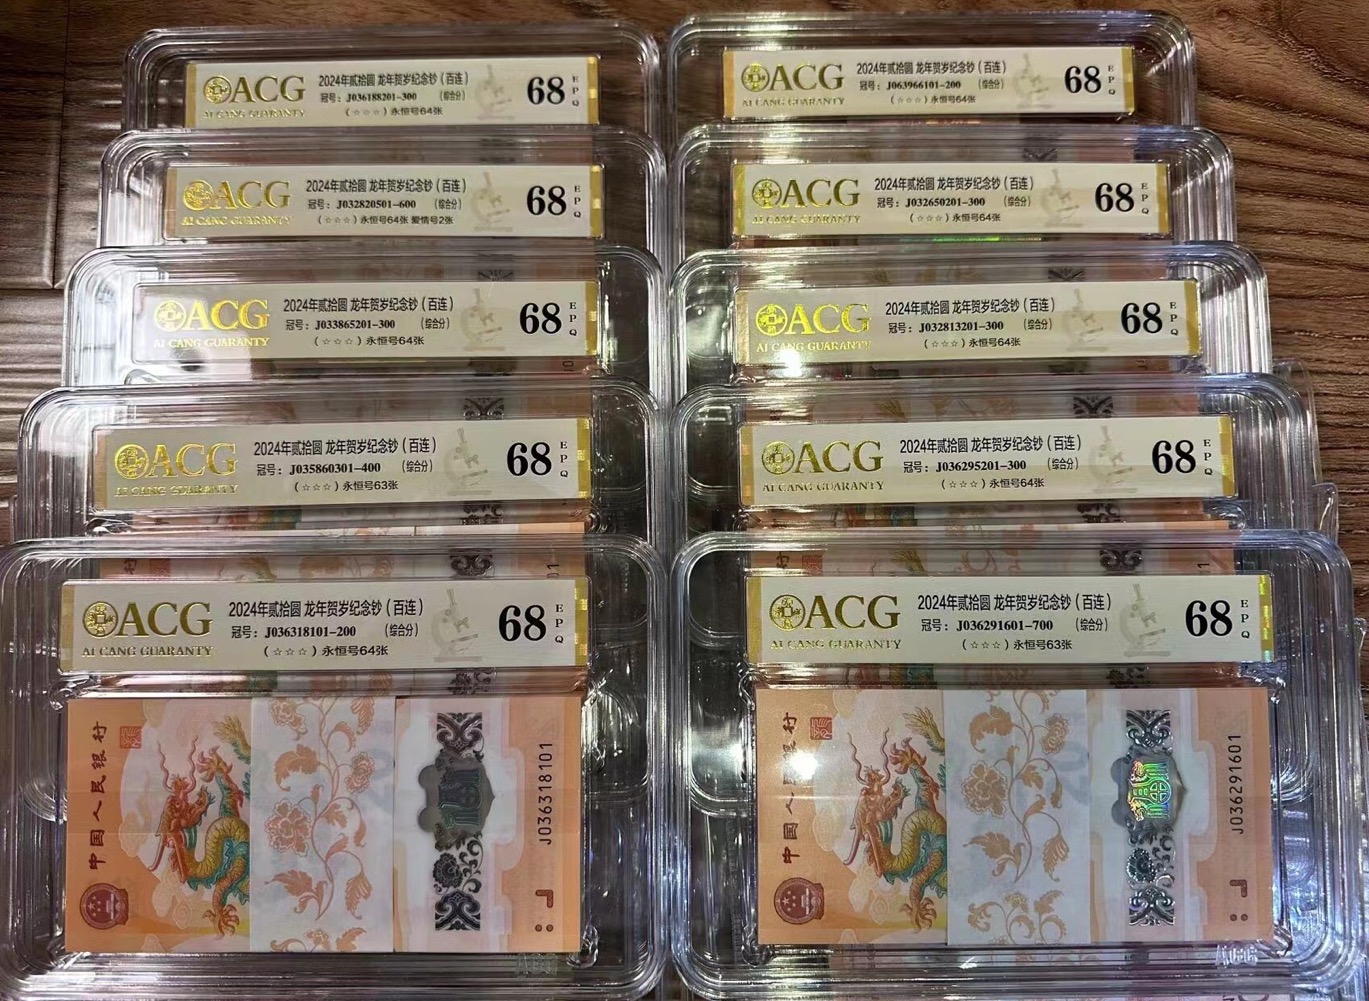 ACG
AI CANG GUARANTY
2024年贰拾圆 龙年贺岁纪念钞（百连）
冠号：J036188201-300 （综合分）
（☆☆☆）永恒号64张
68
EPQ
ACG
AI CANG GUARANTY
2024年贰拾圆 龙年贺岁纪念钞（百连）
冠号：J063966101-200 （综合分）
（☆☆☆）永恒号64张
68
EPQ
ACG
AI CANG GUARANTY
2024年贰拾圆 龙年贺岁纪念钞（百连）
冠号：J032820501-600 （综合分）
（☆☆☆）永恒号64张 爱情号2张
68
EPQ
ACG
AI CANG GUARANTY
2024年贰拾圆 龙年贺岁纪念钞（百连）
冠号：J032650201-300 （综合分）
（☆☆☆）永恒号64张
68
EPQ
ACG
AI CANG GUARANTY
2024年贰拾圆 龙年贺岁纪念钞（百连）
冠号：J033865201-300 （综合分）
（☆☆☆）永恒号64张
68
EPQ
ACG
AI CANG GUARANTY
2024年贰拾圆 龙年贺岁纪念钞（百连）
冠号：J032813201-300 （综合分）
（☆☆☆）永恒号64张
68
EPQ
ACG
AI CANG GUARANTY
2024年贰拾圆 龙年贺岁纪念钞（百连）
冠号：J035860301-400 （综合分）
（☆☆☆）永恒号63张
68
EPQ
ACG
AI CANG GUARANTY
2024年贰拾圆 龙年贺岁纪念钞（百连）
冠号：J036295201-300 （综合分）
（☆☆☆）永恒号64张
68
EPQ
ACG
AI CANG GUARANTY
2024年贰拾圆 龙年贺岁纪念钞（百连）
冠号：J036318101-200 （综合分）
（☆☆☆）永恒号64张
68
EPQ
ACG
AI CANG GUARANTY
2024年贰拾圆 龙年贺岁纪念钞（百连）
冠号：J036291601-700 （综合分）
（☆☆☆）永恒号63张
68
EPQ
中国人民银行
J036318101
中国人民银行
J036291601